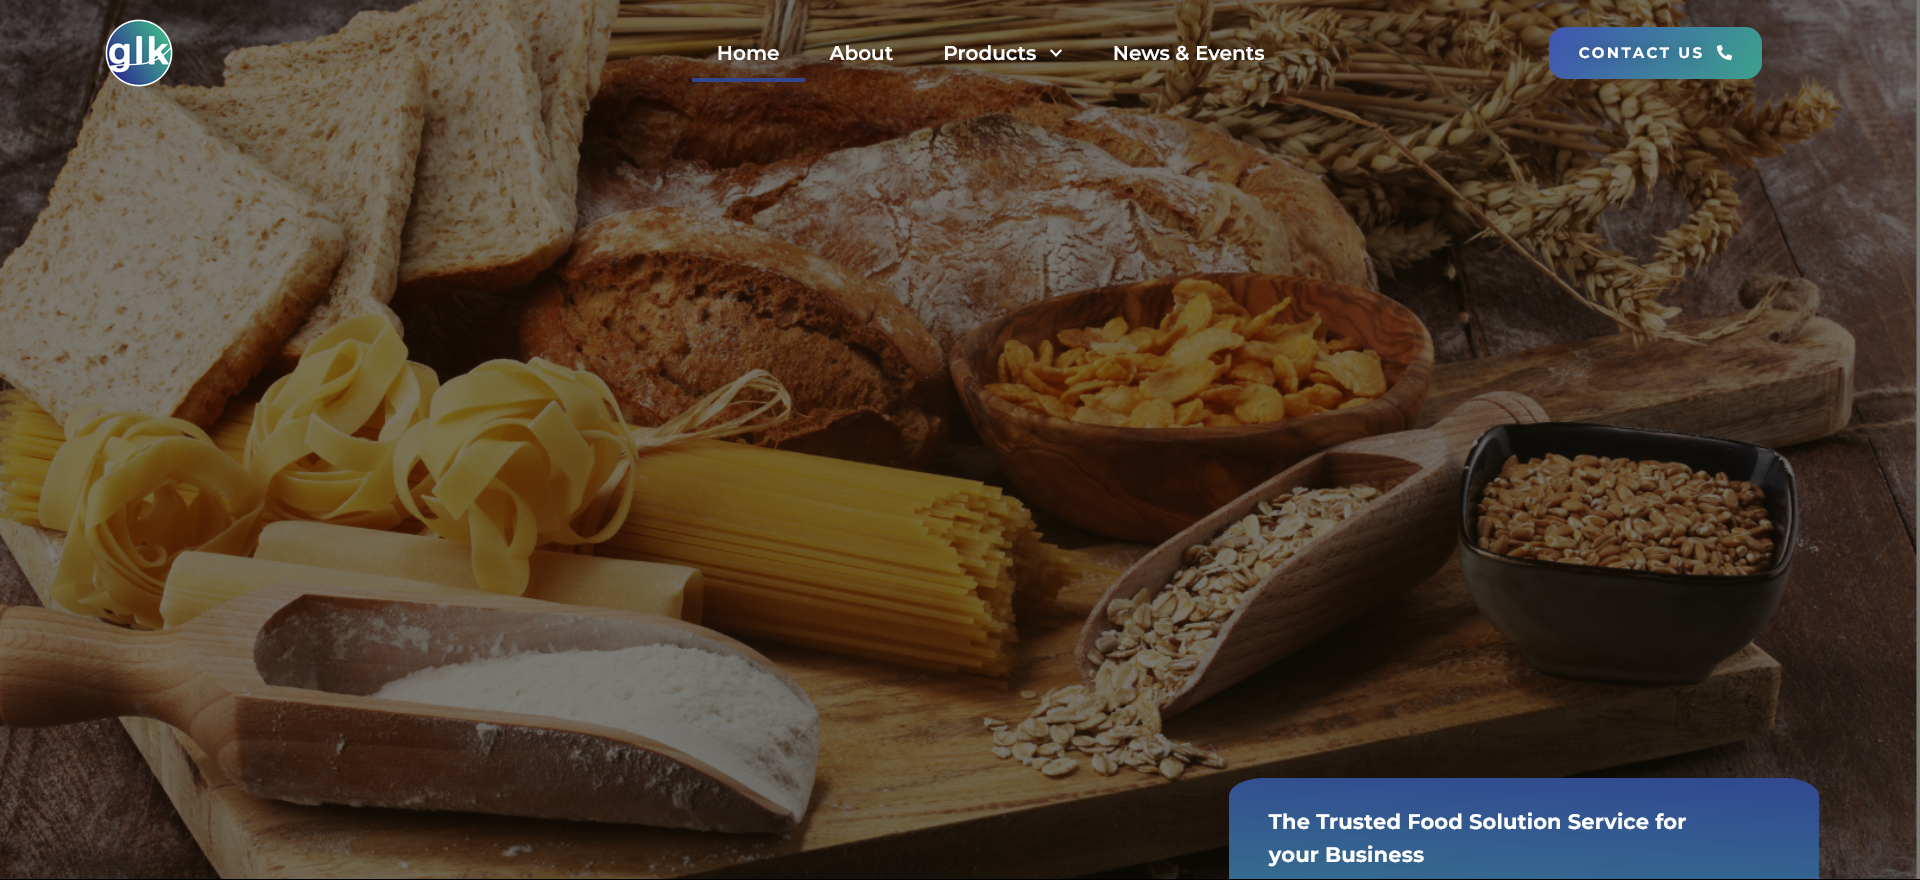 glk
Home
About
Products
News & Events
CONTACT US
The Trusted Food Solution Service for
your Business